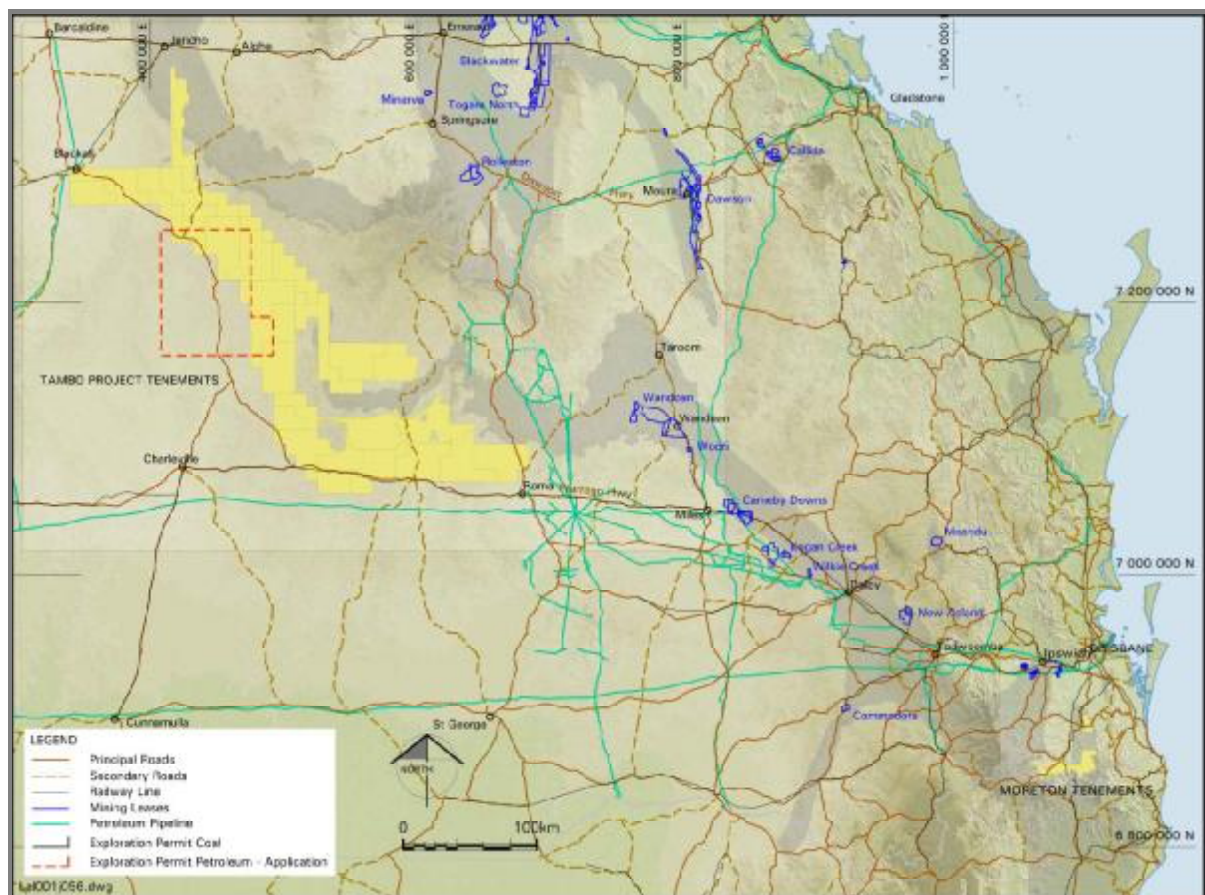 Barcaldine
Jericho
Alpha
400 000 E
600 000 E
Emerald
800 000 E
1 000 000
Blackwater
Minerva
Togara North
Springsure
Gladstone
Blackall
Rolleston
Callide
Dawson
Hwy
Moura
Dawson
7 200 000 N
Taroom
TAMBO PROJECT TENEMENTS
Wandoan
Wandoan
Woori
Charleville
Roma
Warrego Hwy
Cameby Downs
Miles
Kogan Creek
Meandu
Wilkie Creek
7 000 000 N
Dalby
New Acland
Toowoomba
Ipswich
BRISBANE
Cunnamulla
St George
Commodore
LEGEND
Principal Roads
Secondary Roads
Railway Line
Mining Leases
Petroleum Pipeline
Exploration Permit Coal
Exploration Permit Petroleum - Application
NORTH
0 100km
MORETON TENEMENTS
6 800 000 N